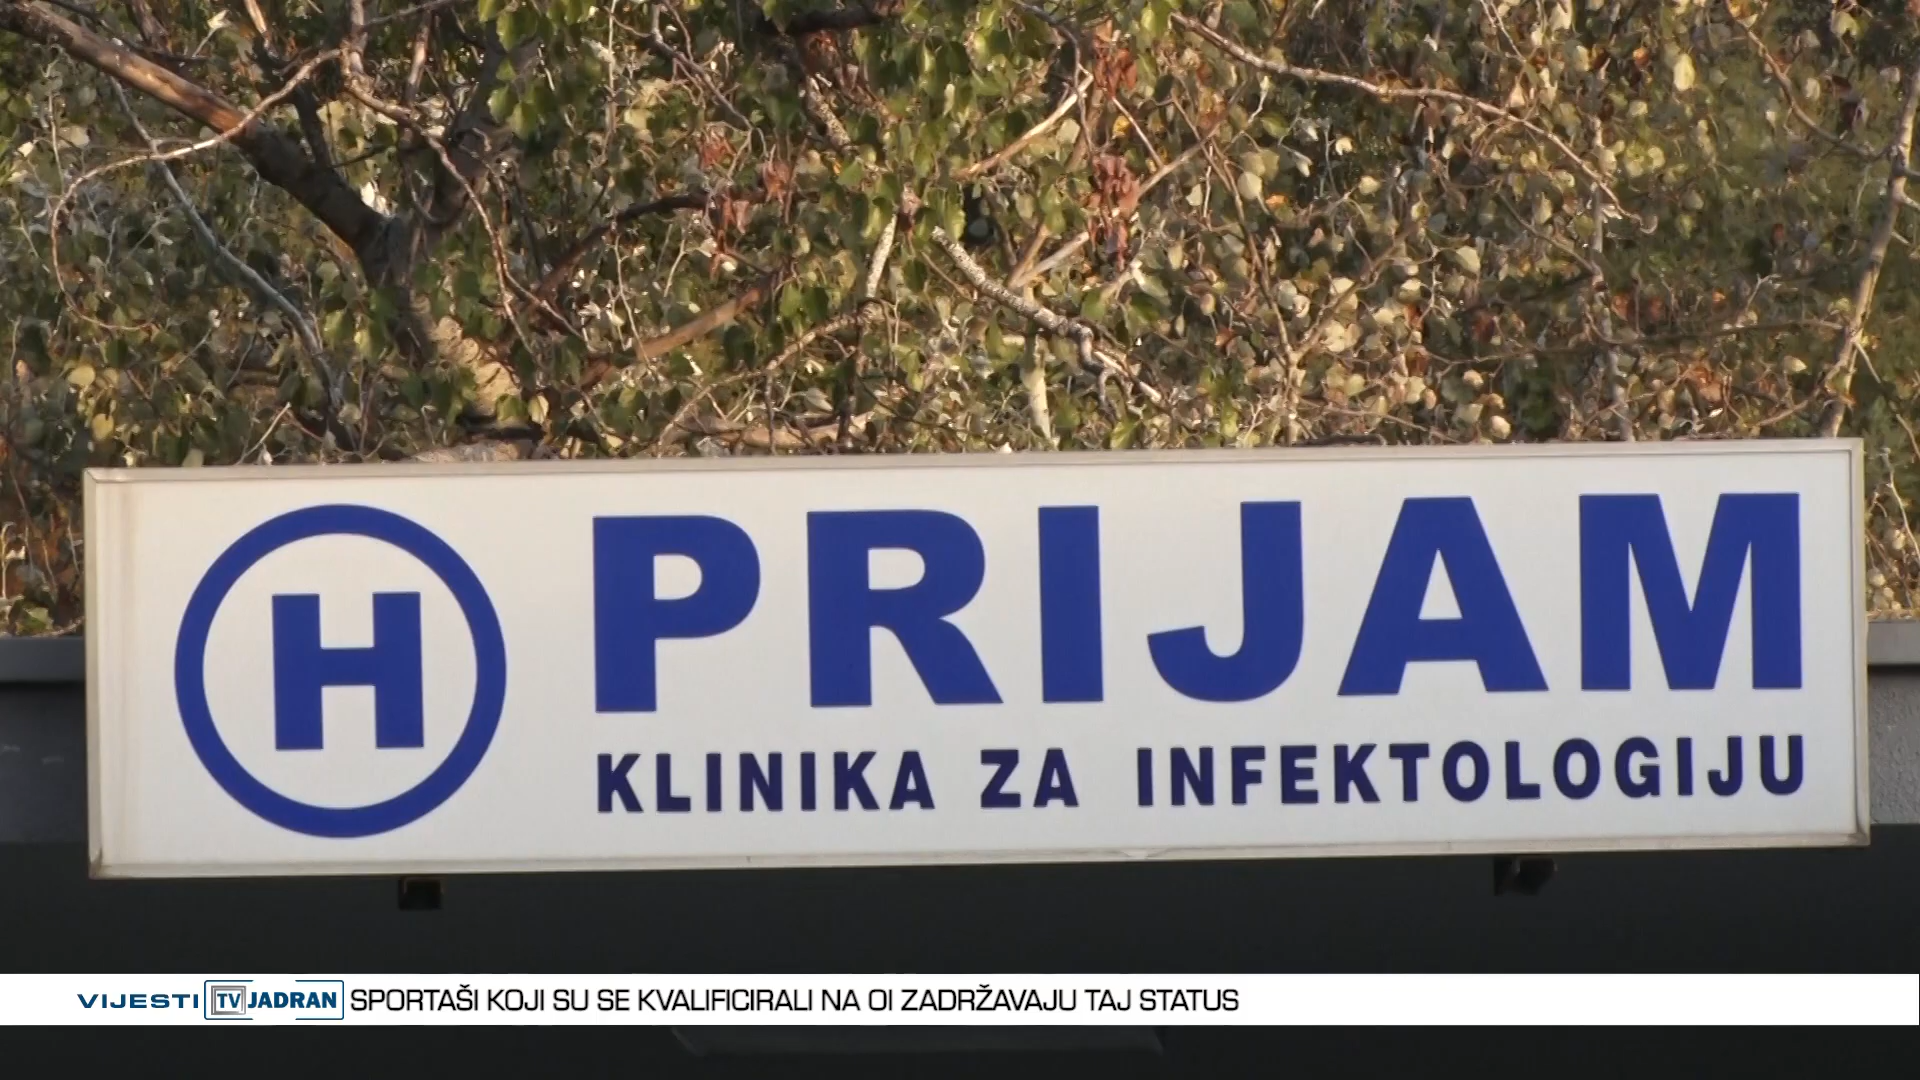 H PRIJAM
KLINIKA ZA INFEKTOLOGIJU
VIJESTI TV JADRAN SPORTAŠI KOJI SU SE KVALIFICIRALI NA OI ZADRŽAVAJU TAJ STATUS